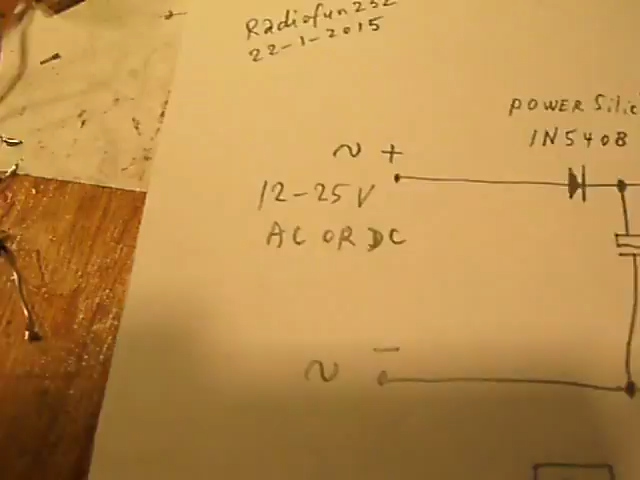 Radiofun232
22-1-2015
POWER Silic
1N5408
~ +
12-25V
AC OR DC
~ -